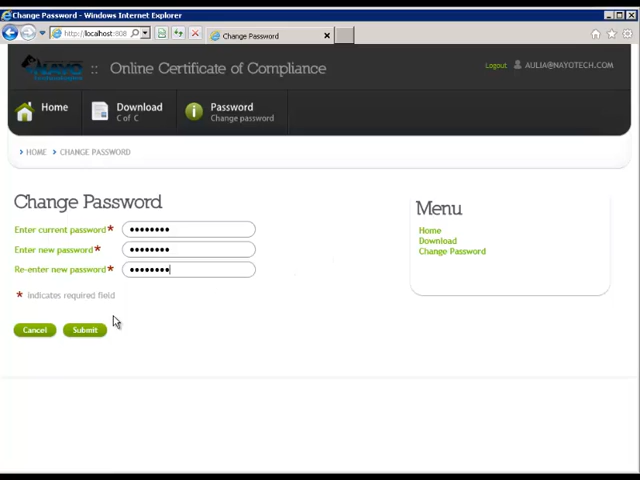 Change Password - Windows Internet Explorer
http://localhost:808
Change Password
NAYO
:: Online Certificate of Compliance
Logout AULIA@NAYOTECH.COM
Home
Download
C of C
Password
Change password
HOME
CHANGE PASSWORD
Change Password
Enter current password*
Enter new password*
Re-enter new password*
* indicates required field
Cancel
Submit
Menu
Home
Download
Change Password